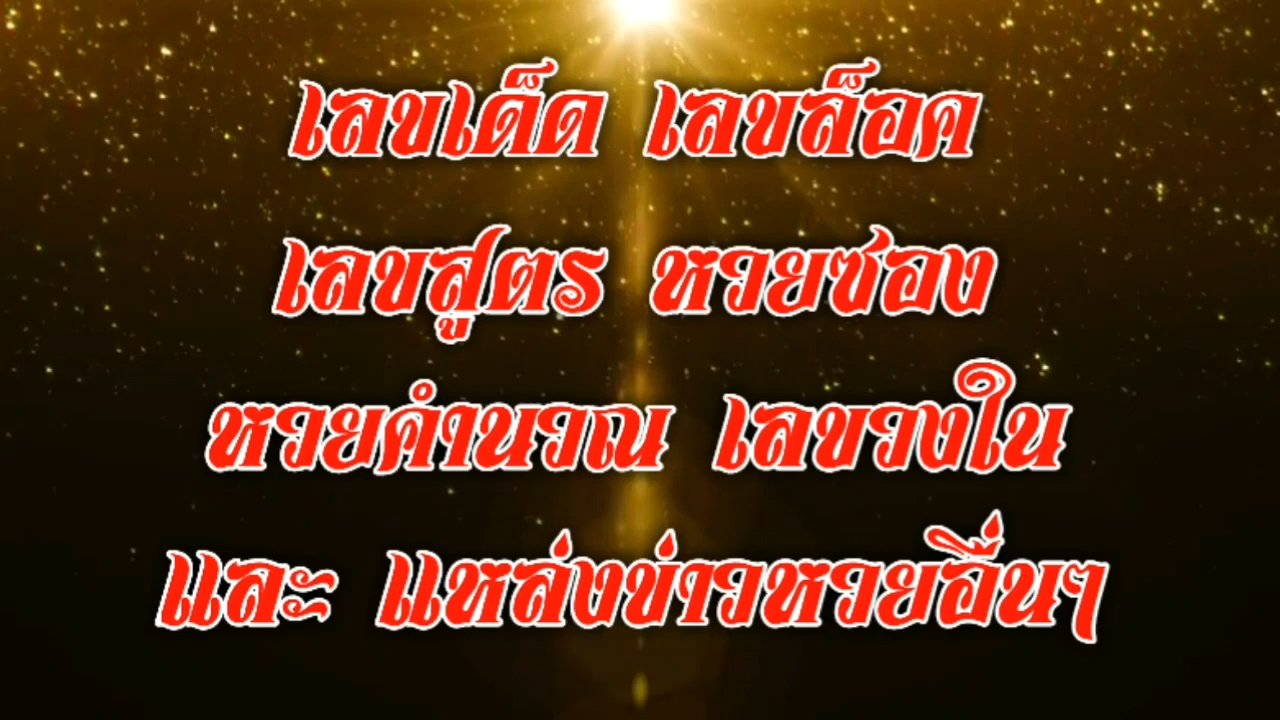 เลขเด็ด เลขล็อค
เลขสูตร หวยซอง
หวยคำนวณ เลขวงใน
และ แหล่งข่าวหวยอื่นๆ